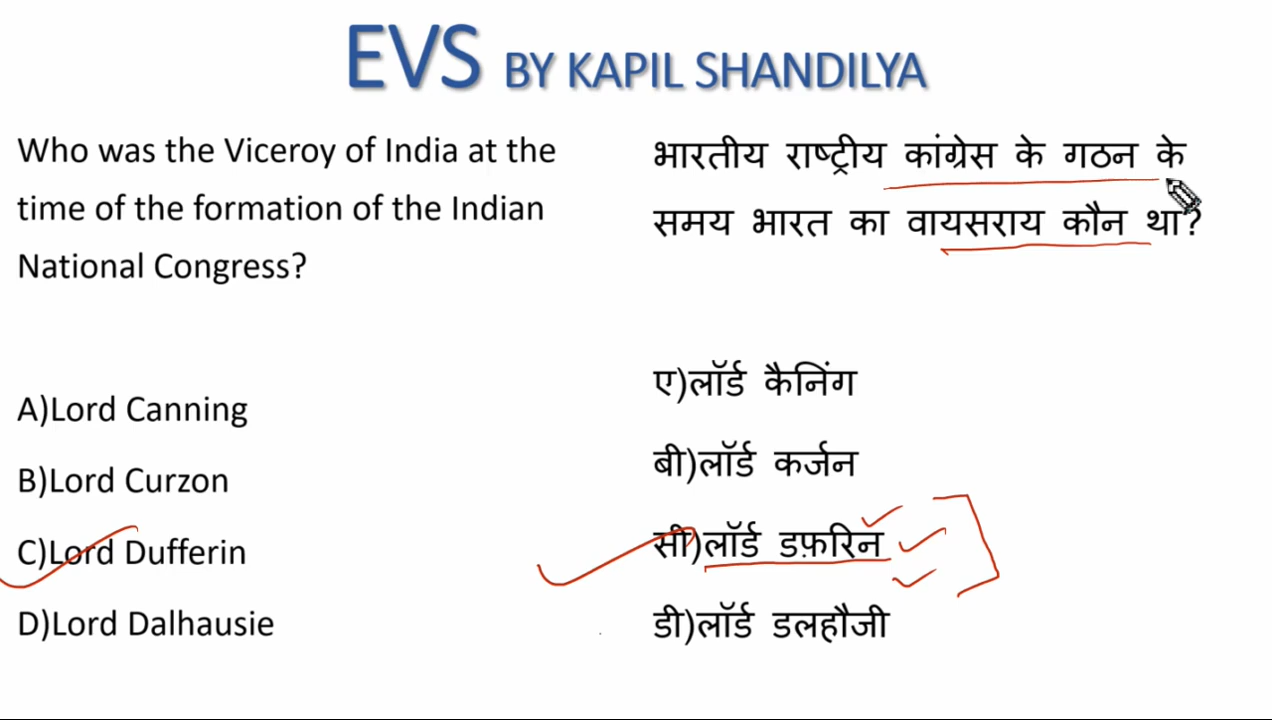 EVS BY KAPIL SHANDILYA
Who was the Viceroy of India at the
time of the formation of the Indian
National Congress?
A)Lord Canning
B)Lord Curzon
C)Lord Dufferin
D)Lord Dalhausie
भारतीय राष्ट्रीय कांग्रेस के गठन के
समय भारत का वायसराय कौन था?
ए)लॉर्ड कैनिंग
बी)लॉर्ड कर्जन
सी)लॉर्ड डफ़रिन
डी)लॉर्ड डलहौजी